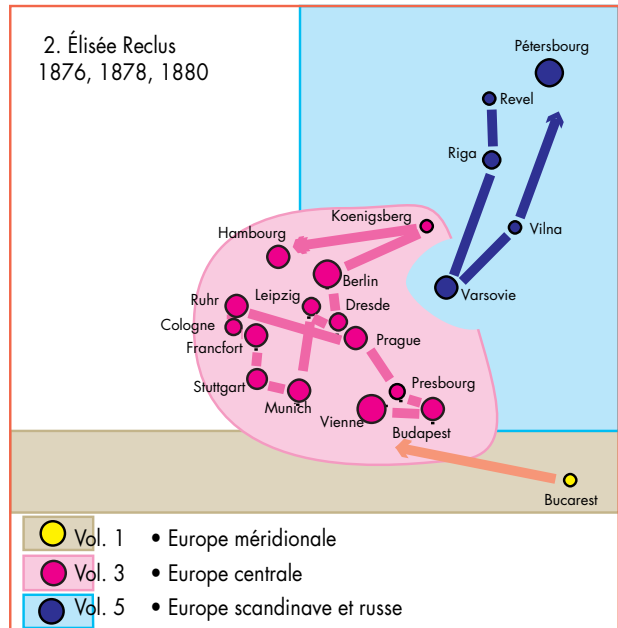 2. Élisée Reclus
1876, 1878, 1880
Pétersbourg
Revel
Riga
Vilna
Koenigsberg
Hambourg
Berlin
Varsovie
Leipzig
Ruhr
Dresde
Cologne
Prague
Francfort
Stuttgart
Presbourg
Munich
Vienne
Budapest
Bucarest
Vol. 1 • Europe méridionale
Vol. 3 • Europe centrale
Vol. 5 • Europe scandinave et russe